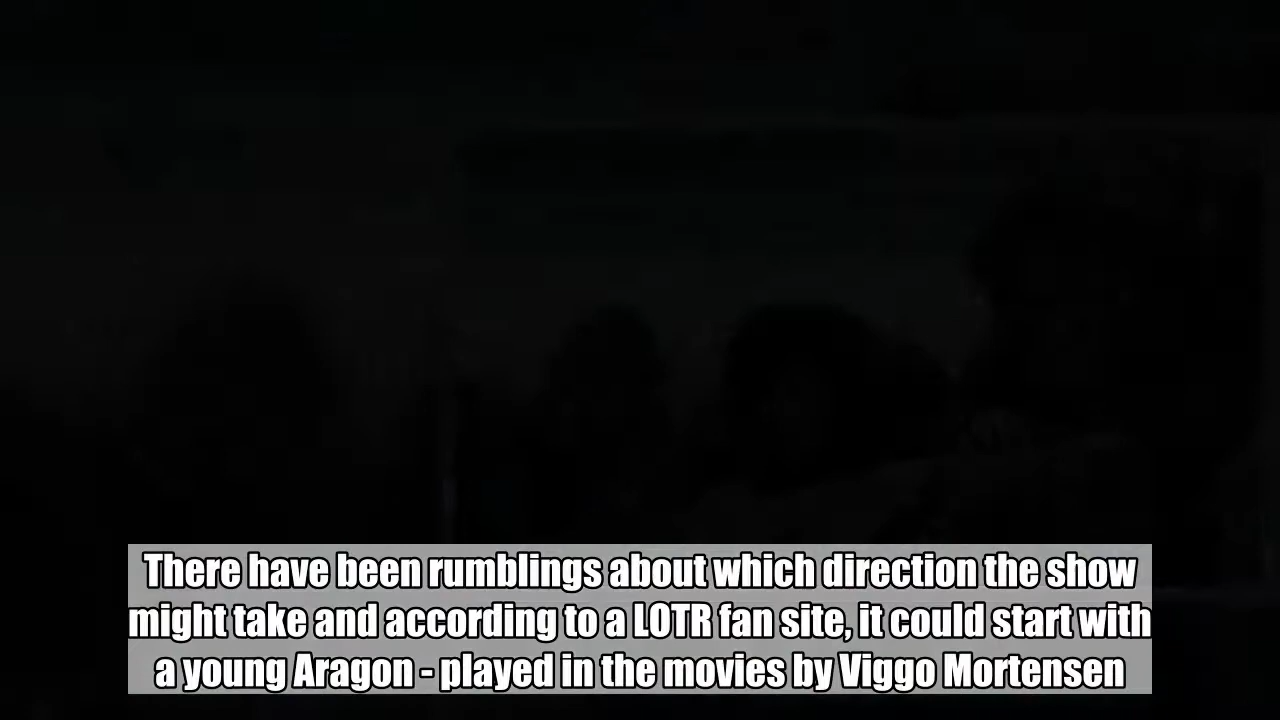 There have been rumblings about which direction the show
might take and according to a LOTR fan site, it could start with
a young Aragon - played in the movies by Viggo Mortensen